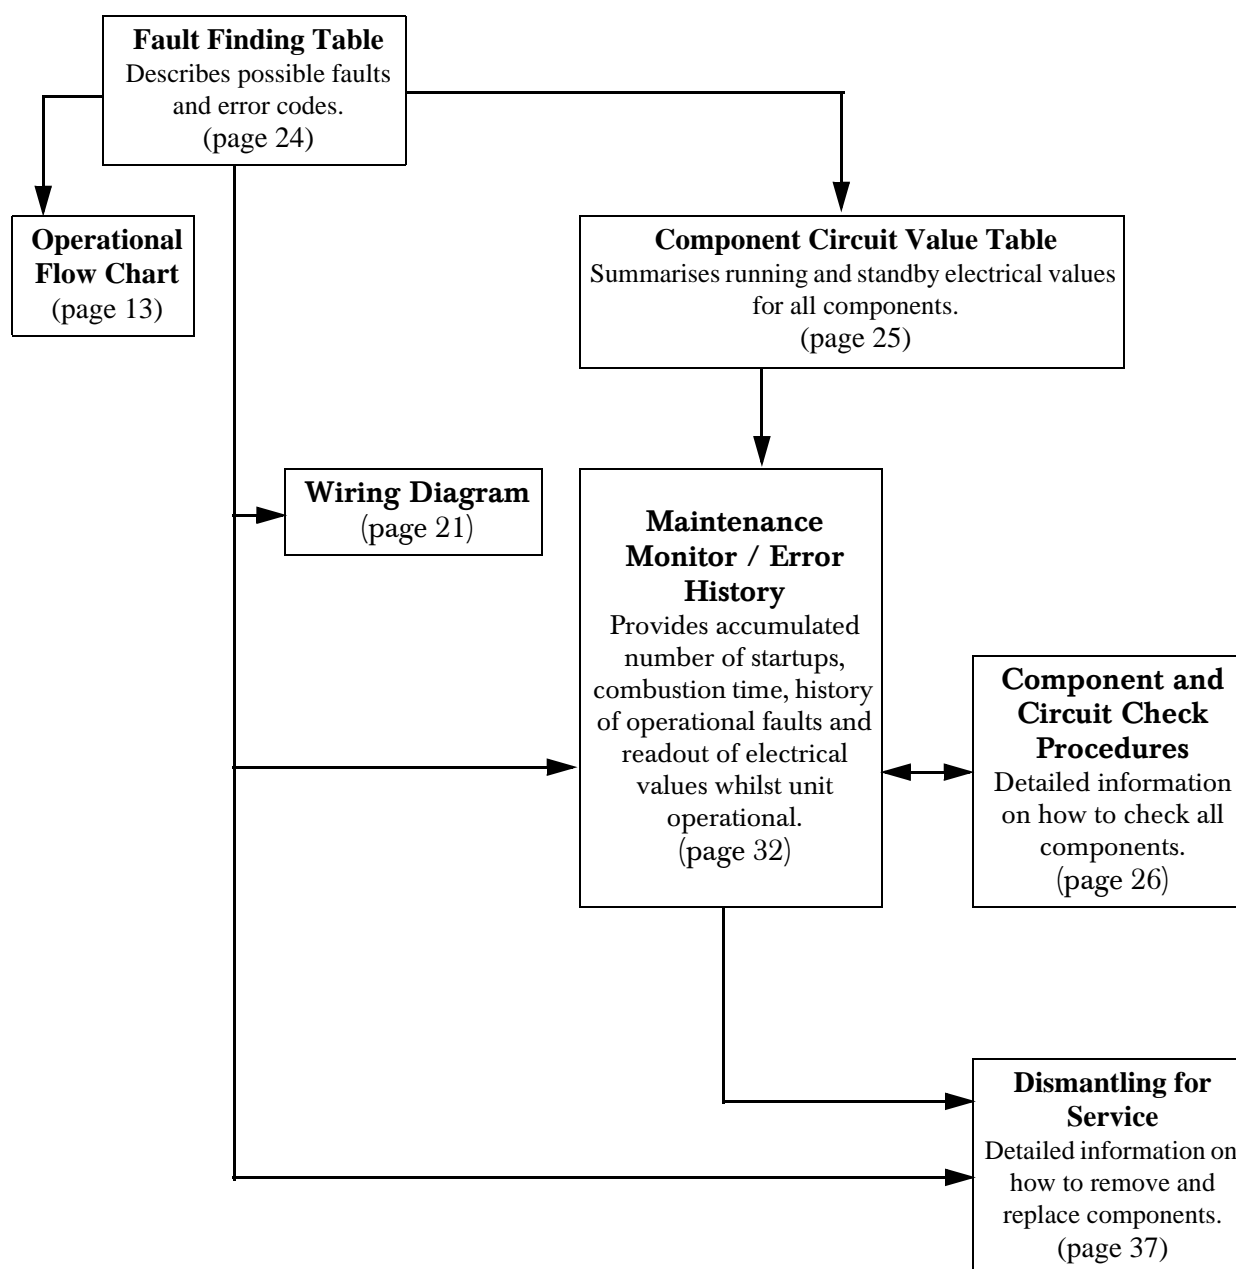 Fault Finding Table
Describes possible faults
and error codes.
(page 24)
Operational
Flow Chart
(page 13)
Component Circuit Value Table
Summarises running and standby electrical values
for all components.
(page 25)
Wiring Diagram
(page 21)
Maintenance
Monitor / Error
History
Provides accumulated
number of startups,
combustion time, history
of operational faults and
readout of electrical
values whilst unit
operational.
(page 32)
Component and
Circuit Check
Procedures
Detailed information
on how to check all
components.
(page 26)
Dismantling for
Service
Detailed information on
how to remove and
replace components.
(page 37)